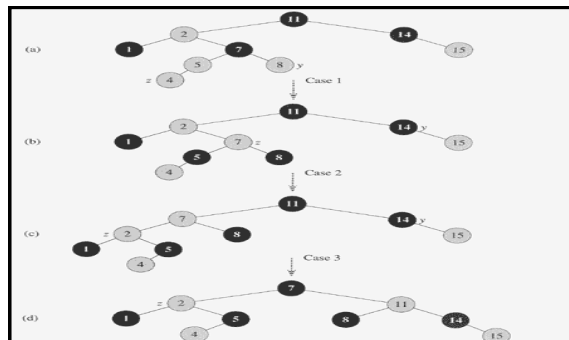 11
2 14
(a) 1 7 15
5 8 y
z 4 Case 1
11
2 14 y
(b) 1 7 z 15
5 8
4 Case 2
11
7 14 y
(c) z 2 8 15
1 5
4 Case 3
7
z 2 11
(d) 1 5 8 14
4 15